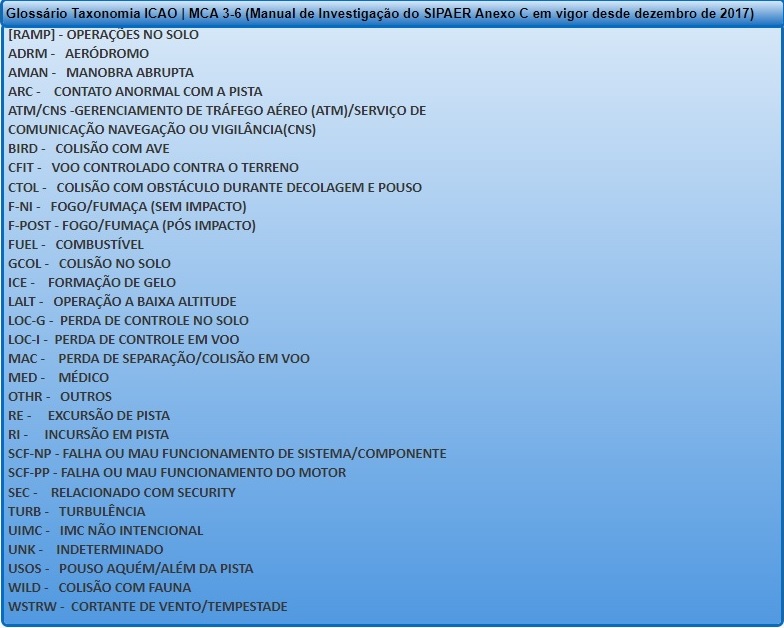 Glossário Taxonomia ICAO | MCA 3-6 (Manual de Investigação do SIPAER Anexo C em vigor desde dezembro de 2017)
[RAMP] - OPERAÇÕES NO SOLO
ADRM - AERÓDROMO
AMAN - MANOBRA ABRUPTA
ARC - CONTATO ANORMAL COM A PISTA
ATM/CNS -GERENCIAMENTO DE TRÁFEGO AÉREO (ATM)/SERVIÇO DE
COMUNICAÇÃO NAVEGAÇÃO OU VIGILÂNCIA(CNS)
BIRD - COLISÃO COM AVE
CFIT - VOO CONTROLADO CONTRA O TERRENO
CTOL - COLISÃO COM OBSTÁCULO DURANTE DECOLAGEM E POUSO
F-NI - FOGO/FUMAÇA (SEM IMPACTO)
F-POST - FOGO/FUMAÇA (PÓS IMPACTO)
FUEL - COMBUSTÍVEL
GCOL - COLISÃO NO SOLO
ICE - FORMAÇÃO DE GELO
LALT - OPERAÇÃO A BAIXA ALTITUDE
LOC-G - PERDA DE CONTROLE NO SOLO
LOC-I - PERDA DE CONTROLE EM VOO
MAC - PERDA DE SEPARAÇÃO/COLISÃO EM VOO
MED - MÉDICO
OTHR - OUTROS
RE - EXCURSÃO DE PISTA
RI - INCURSÃO EM PISTA
SCF-NP - FALHA OU MAU FUNCIONAMENTO DE SISTEMA/COMPONENTE
SCF-PP - FALHA OU MAU FUNCIONAMENTO DO MOTOR
SEC - RELACIONADO COM SECURITY
TURB - TURBULÊNCIA
UIMC - IMC NÃO INTENCIONAL
UNK - INDETERMINADO
USOS - POUSO AQUÉM/ALÉM DA PISTA
WILD - COLISÃO COM FAUNA
WSTRW - CORTANTE DE VENTO/TEMPESTADE